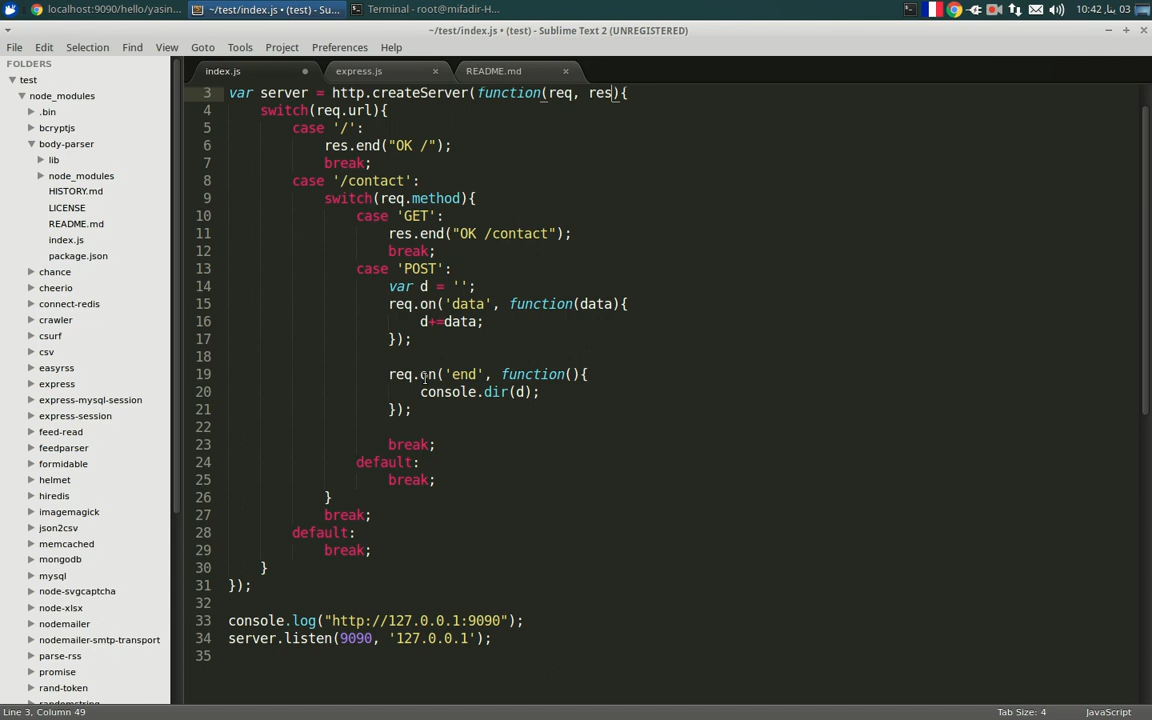 localhost:9090/hello/yasin...
~/test/index.js • (test) - Su...
Terminal - root@mifadir-H...
03 يناير, 10:42
~/test/index.js • (test) - Sublime Text 2 (UNREGISTERED)
File Edit Selection Find View Goto Tools Project Preferences Help
FOLDERS
test
node_modules
.bin
bcryptjs
body-parser
lib
node_modules
HISTORY.md
LICENSE
README.md
index.js
package.json
chance
cheerio
connect-redis
crawler
csurf
csv
easyrss
express
express-mysql-session
express-session
feed-read
feedparser
formidable
helmet
hiredis
imagemagick
json2csv
memcached
mongodb
mysql
node-svgcaptcha
node-xlsx
nodemailer
nodemailer-smtp-transport
parse-rss
promise
rand-token
randomstring
index.js
express.js
README.md
3 var server = http.createServer(function(req, res){
4 switch(req.url){
5 case '/':
6 res.end("OK /");
7 break;
8 case '/contact':
9 switch(req.method){
10 case 'GET':
11 res.end("OK /contact");
12 break;
13 case 'POST':
14 var d = '';
15 req.on('data', function(data){
16 d+=data;
17 });
18
19 req.on('end', function(){
20 console.dir(d);
21 });
22
23 break;
24 default:
25 break;
26 }
27 break;
28 default:
29 break;
30 }
31 });
32
33 console.log("http://127.0.0.1:9090");
34 server.listen(9090, '127.0.0.1');
35
Line 3, Column 49
Tab Size: 4
JavaScript